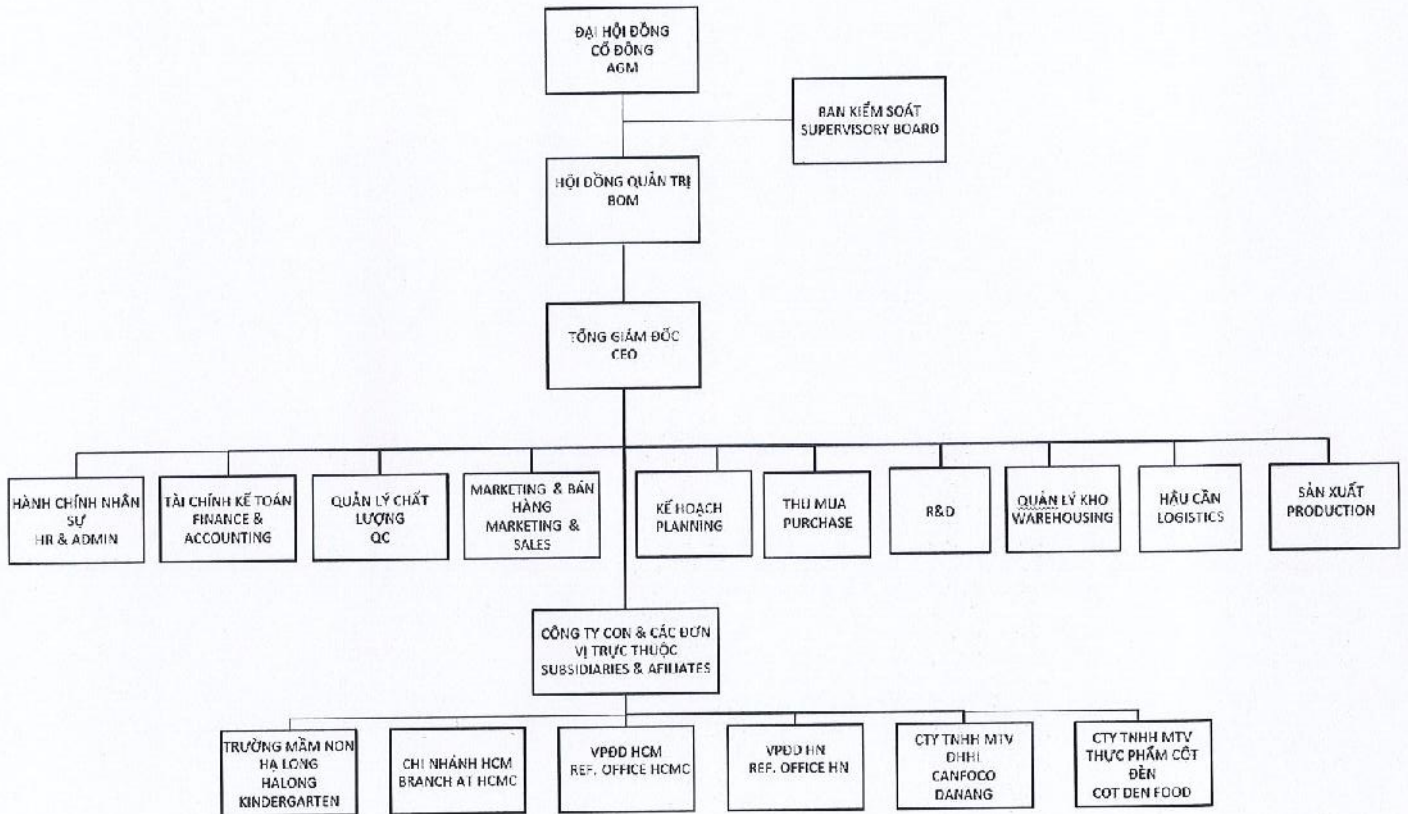 ĐẠI HỘI ĐỒNG
CỔ ĐÔNG
AGM
BAN KIỂM SOÁT
SUPERVISORY BOARD
HỘI ĐỒNG QUẢN TRỊ
BOM
TỔNG GIÁM ĐỐC
CEO
HÀNH CHÍNH NHÂN
SỰ
HR & ADMIN
TÀI CHÍNH KẾ TOÁN
FINANCE &
ACCOUNTING
QUẢN LÝ CHẤT
LƯỢNG
QC
MARKETING & BÁN
HÀNG
MARKETING &
SALES
KẾ HOẠCH
PLANNING
THU MUA
PURCHASE
R&D
QUẢN LÝ KHO
WAREHOUSING
HẬU CẦN
LOGISTICS
SẢN XUẤT
PRODUCTION
CÔNG TY CON & CÁC ĐƠN
VỊ TRỰC THUỘC
SUBSIDIARIES & AFILIATES
TRƯỜNG MẦM NON
HẠ LONG
HALONG
KINDERGARTEN
CHI NHÁNH HCM
BRANCH AT HCMC
VPĐD HCM
REF. OFFICE HCMC
VPĐD HN
REF. OFFICE HN
CTY TNHH MTV
ĐHHL
CANFOCO
DANANG
CTY TNHH MTV
THỰC PHẨM CỘT
ĐÈN
COT DEN FOOD